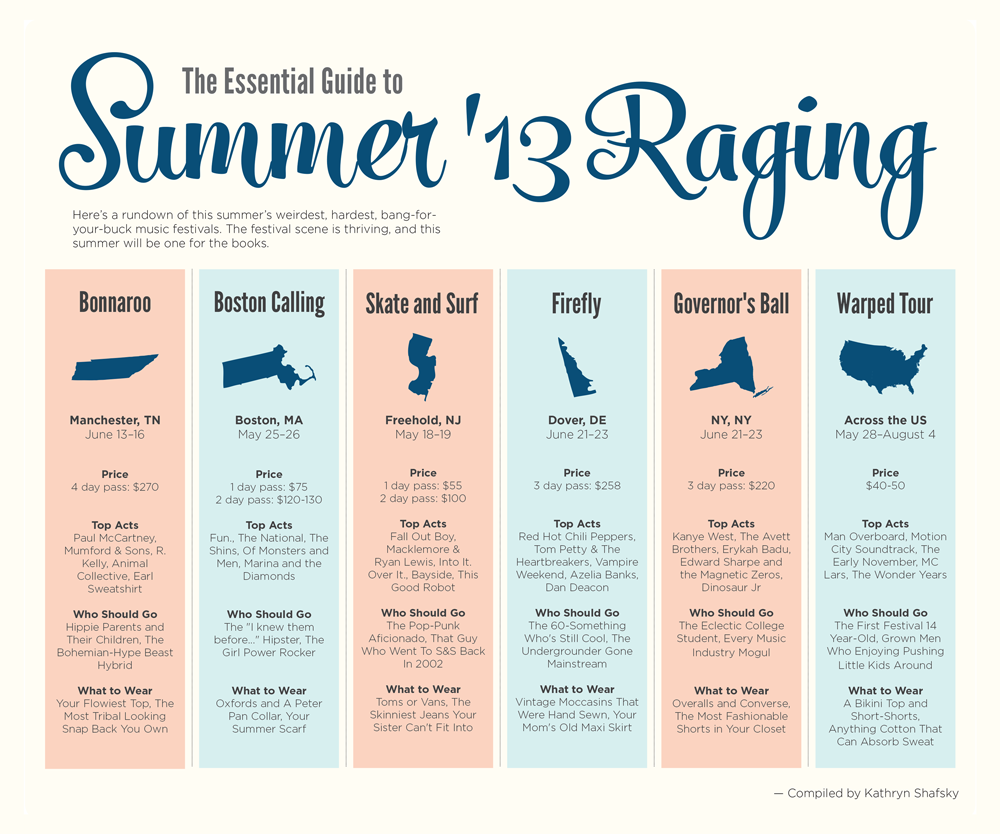 The Essential Guide to
Summer '13 Raging
Here's a rundown of this summer's weirdest, hardest, bang-for-
your-buck music festivals. The festival scene is thriving, and this
summer will be one for the books.
Bonnaroo
Manchester, TN
June 13–16
Price
4 day pass: $270
Top Acts
Paul McCartney,
Mumford & Sons, R.
Kelly, Animal
Collective, Earl
Sweatshirt
Who Should Go
Hippie Parents and
Their Children, The
Bohemian-Hype Beast
Hybrid
What to Wear
Your Flowiest Top, The
Most Tribal Looking
Snap Back You Own
Boston Calling
Boston, MA
May 25–26
Price
1 day pass: $75
2 day pass: $120-130
Top Acts
Fun., The National, The
Shins, Of Monsters and
Men, Marina and the
Diamonds
Who Should Go
The "I knew them
before..." Hipster, The
Girl Power Rocker
What to Wear
Oxfords and A Peter
Pan Collar, Your
Summer Scarf
Skate and Surf
Freehold, NJ
May 18–19
Price
1 day pass: $55
2 day pass: $100
Top Acts
Fall Out Boy,
Macklemore &
Ryan Lewis, Into It.
Over It., Bayside, This
Good Robot
Who Should Go
The Pop-Punk
Aficionado, That Guy
Who Went To S&S Back
In 2002
What to Wear
Toms or Vans, The
Skinniest Jeans Your
Sister Can't Fit Into
Firefly
Dover, DE
June 21–23
Price
3 day pass: $258
Top Acts
Red Hot Chili Peppers,
Tom Petty & The
Heartbreakers, Vampire
Weekend, Azelia Banks,
Dan Deacon
Who Should Go
The 60-Something
Who's Still Cool, The
Undergrounder Gone
Mainstream
What to Wear
Vintage Moccasins That
Were Hand Sewn, Your
Mom's Old Maxi Skirt
Governor's Ball
NY, NY
June 21–23
Price
3 day pass: $220
Top Acts
Kanye West, The Avett
Brothers, Erykah Badu,
Edward Sharpe and
the Magnetic Zeros,
Dinosaur Jr
Who Should Go
The Eclectic College
Student, Every Music
Industry Mogul
What to Wear
Overalls and Converse,
The Most Fashionable
Shorts in Your Closet
Warped Tour
Across the US
May 28–August 4
Price
$40-50
Top Acts
Man Overboard, Motion
City Soundtrack, The
Early November, MC
Lars, The Wonder Years
Who Should Go
The First Festival 14
Year-Old, Grown Men
Who Enjoying Pushing
Little Kids Around
What to Wear
A Bikini Top and
Short-Shorts,
Anything Cotton That
Can Absorb Sweat
— Compiled by Kathryn Shafsky